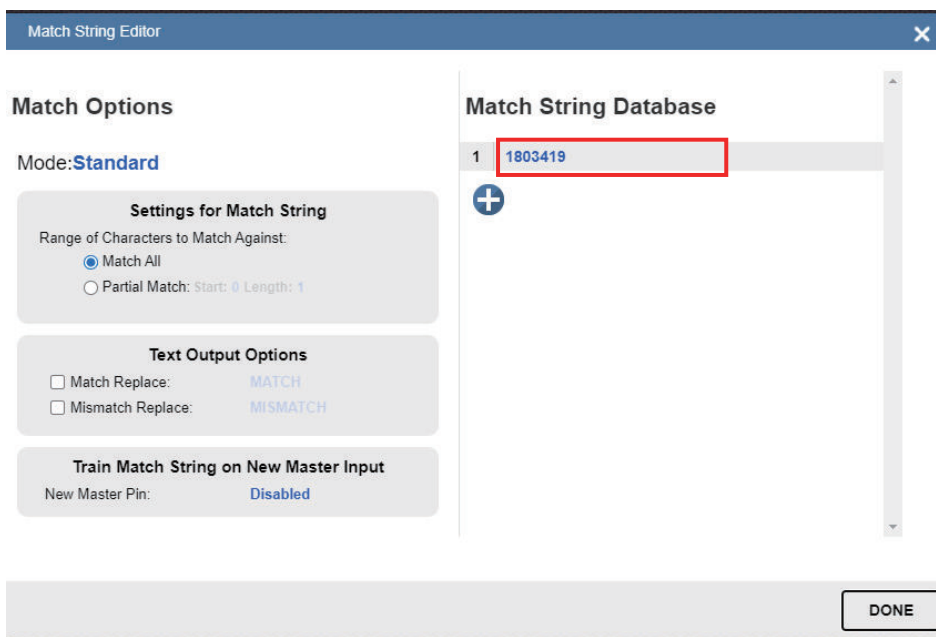 Match String Editor
Match Options
Mode:Standard
Settings for Match String
Range of Characters to Match Against:
Match All
Partial Match: Start: 0 Length: 1
Text Output Options
Match Replace: MATCH
Mismatch Replace: MISMATCH
Train Match String on New Master Input
New Master Pin: Disabled
Match String Database
1 1803419
DONE